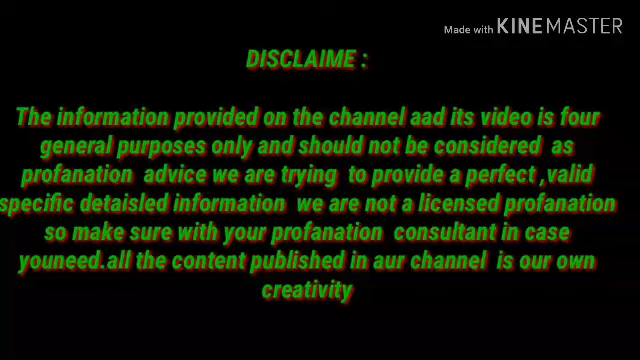 Made with KINEMASTER
DISCLAIME :
The information provided on the channel aad its video is four
general purposes only and should not be considered as
profanation advice we are trying to provide a perfect ,valid
specific detaisled information we are not a licensed profanation
so make sure with your profanation consultant in case
youneed.all the content published in aur channel is our own
creativity